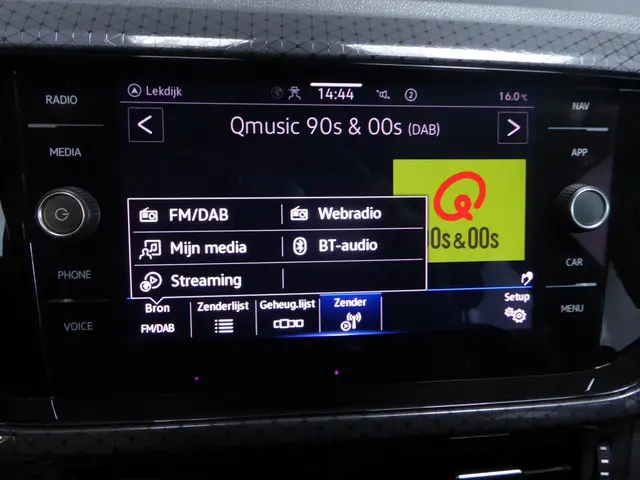 RADIO
MEDIA
PHONE
VOICE
Lekdijk
14:44
2
16.0°C
Qmusic 90s & 00s (DAB)
0s & 00s
FM/DAB
Webradio
Mijn media
BT-audio
Streaming
Bron
FM/DAB
Zenderlijst
Geheug.lijst
Zender
Setup
NAV
APP
CAR
MENU